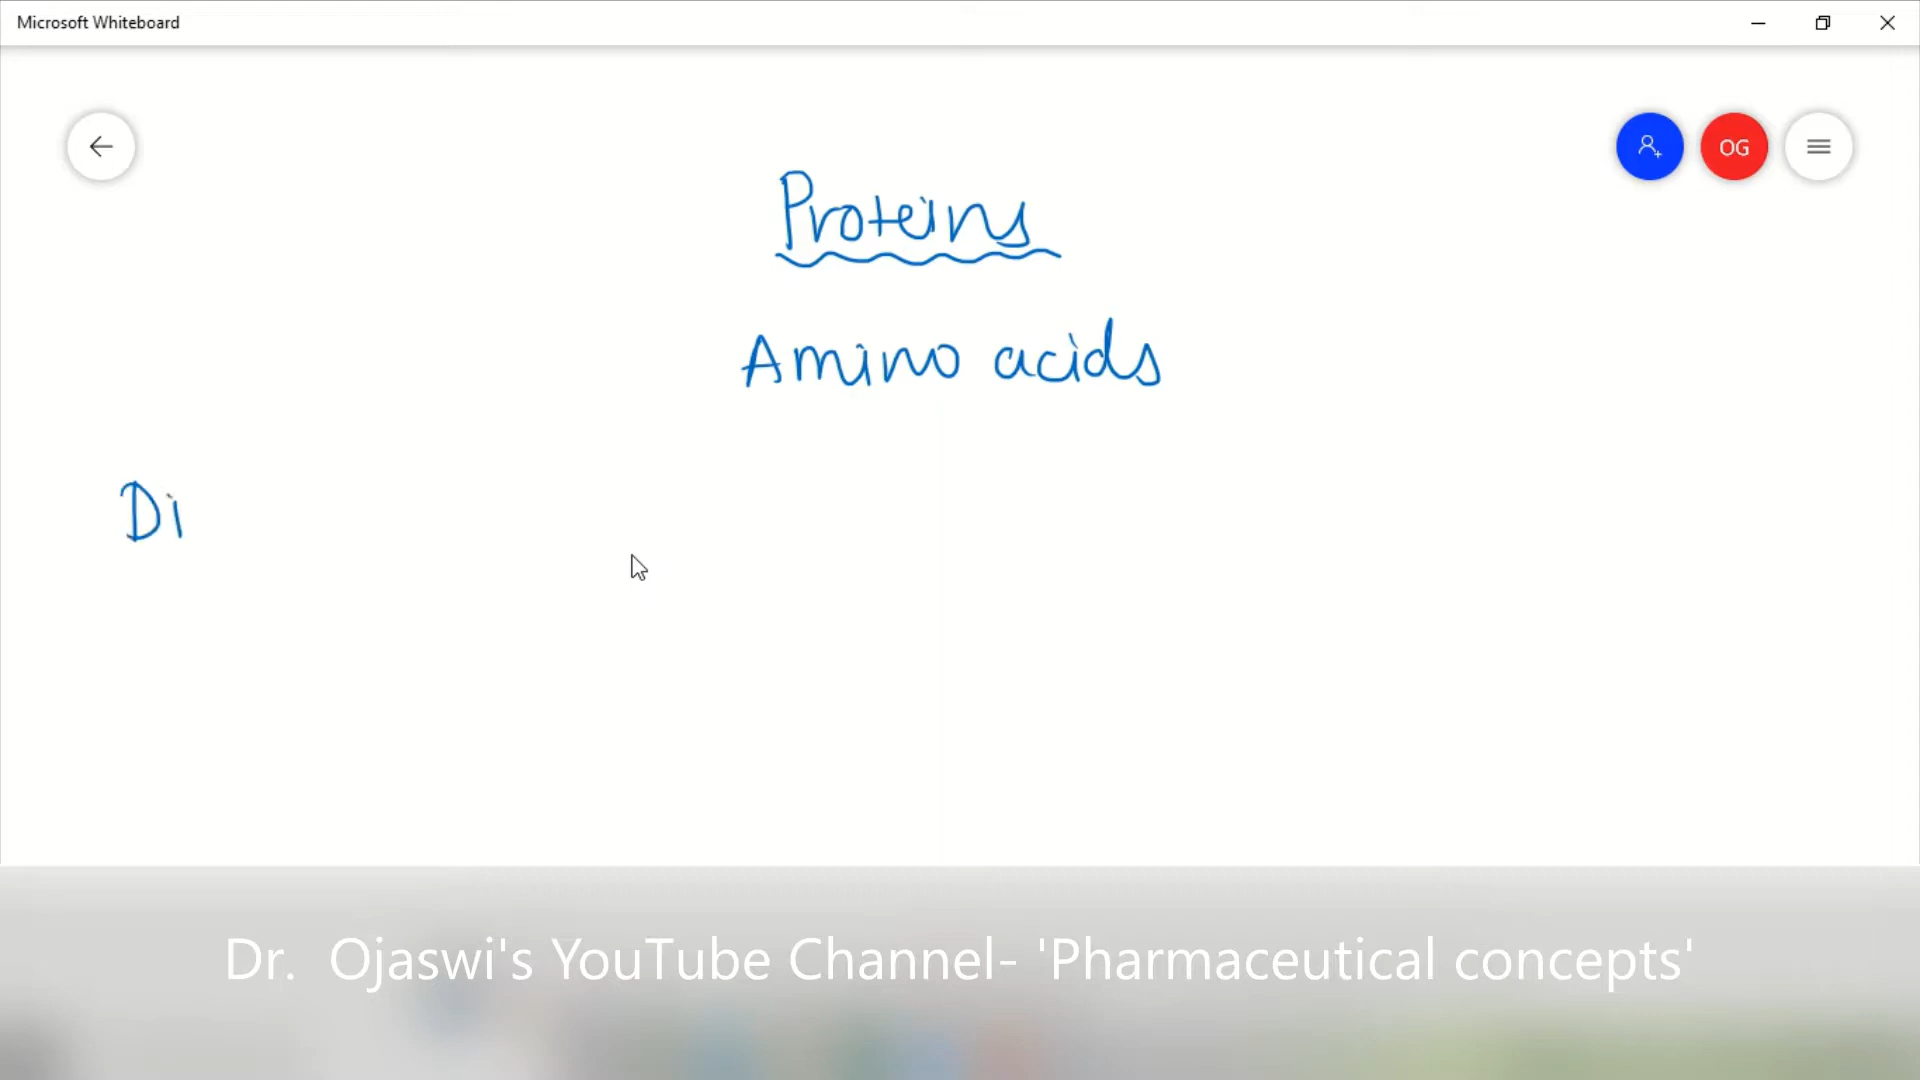 Microsoft Whiteboard
OG
Proteins
Amino acids
Di
Dr. Ojaswi's YouTube Channel- 'Pharmaceutical concepts'